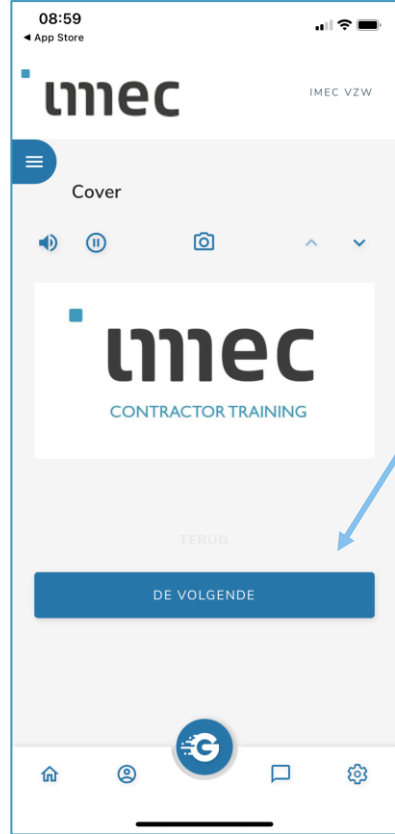 08:59
◀ App Store
imec
IMEC VZW
Cover
imec
CONTRACTOR TRAINING
TERUG
DE VOLGENDE
G